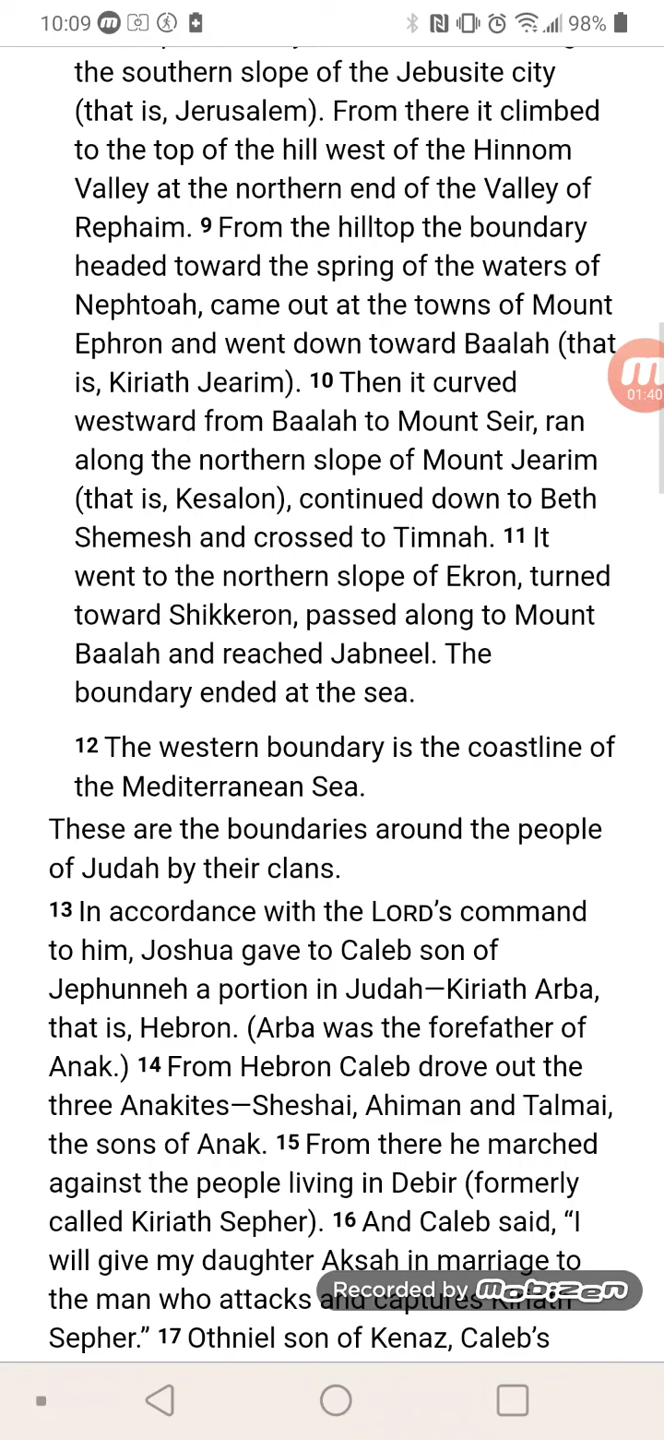 10:09
98%
the southern slope of the Jebusite city
(that is, Jerusalem). From there it climbed
to the top of the hill west of the Hinnom
Valley at the northern end of the Valley of
Rephaim. 9 From the hilltop the boundary
headed toward the spring of the waters of
Nephtoah, came out at the towns of Mount
Ephron and went down toward Baalah (that
is, Kiriath Jearim). 10 Then it curved
01:40
westward from Baalah to Mount Seir, ran
along the northern slope of Mount Jearim
(that is, Kesalon), continued down to Beth
Shemesh and crossed to Timnah. 11 It
went to the northern slope of Ekron, turned
toward Shikkeron, passed along to Mount
Baalah and reached Jabneel. The
boundary ended at the sea.
12 The western boundary is the coastline of
the Mediterranean Sea.
These are the boundaries around the people
of Judah by their clans.
13 In accordance with the LORD’s command
to him, Joshua gave to Caleb son of
Jephunneh a portion in Judah—Kiriath Arba,
that is, Hebron. (Arba was the forefather of
Anak.) 14 From Hebron Caleb drove out the
three Anakites—Sheshai, Ahiman and Talmai,
the sons of Anak. 15 From there he marched
against the people living in Debir (formerly
called Kiriath Sepher). 16 And Caleb said, “I
will give my daughter Aksah in marriage to
the man who attacks and captures Kiriath
Recorded by mobizen
Sepher.” 17 Othniel son of Kenaz, Caleb’s